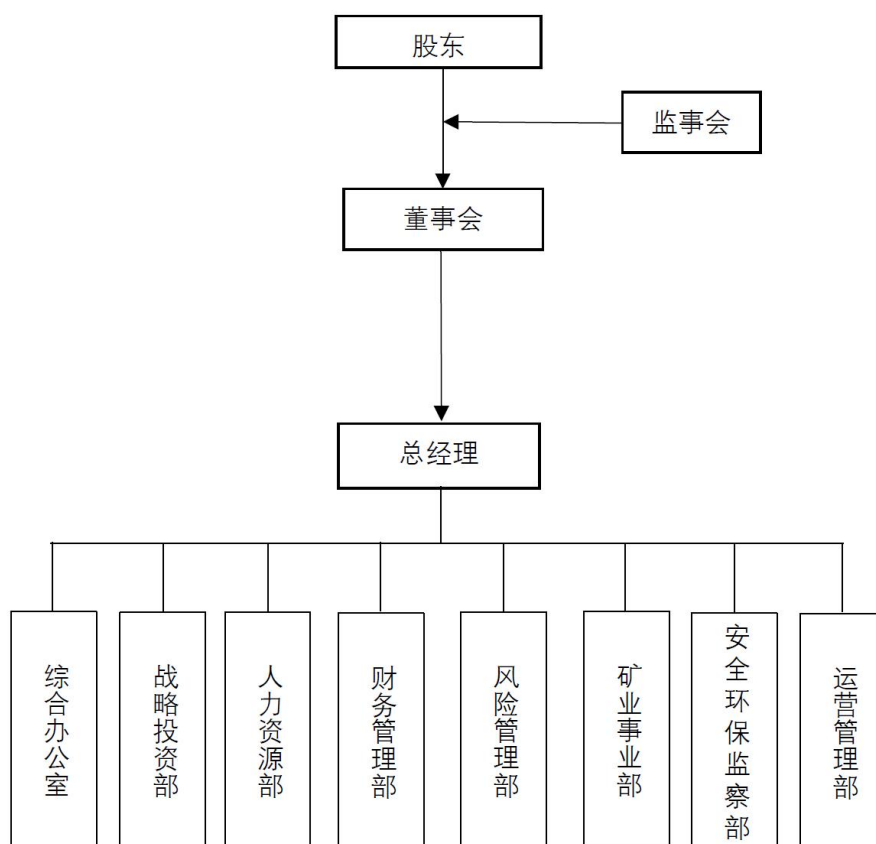 股东
监事会
董事会
总经理
综合办公室
战略投资部
人力资源部
财务管理部
风险管理部
矿业事业部
安全环保监察部
运营管理部